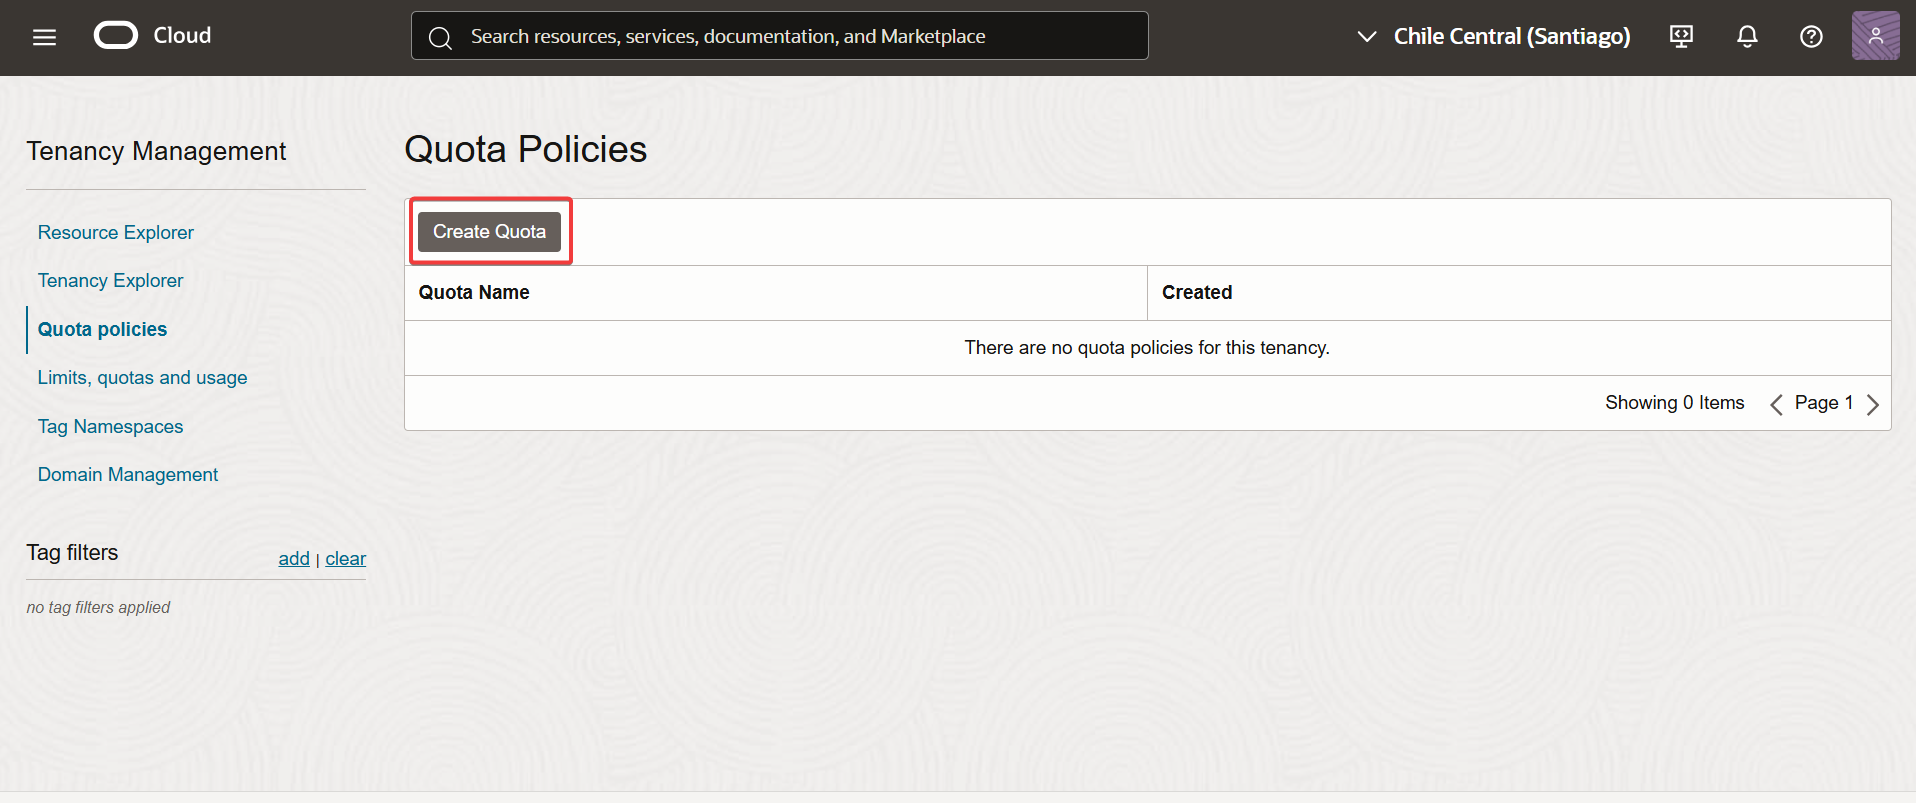 Cloud
Search resources, services, documentation, and Marketplace
Chile Central (Santiago)
Tenancy Management
Resource Explorer
Tenancy Explorer
Quota policies
Limits, quotas and usage
Tag Namespaces
Domain Management
Tag filters
add | clear
no tag filters applied
Quota Policies
Create Quota
Quota Name Created
There are no quota policies for this tenancy.
Showing 0 Items Page 1